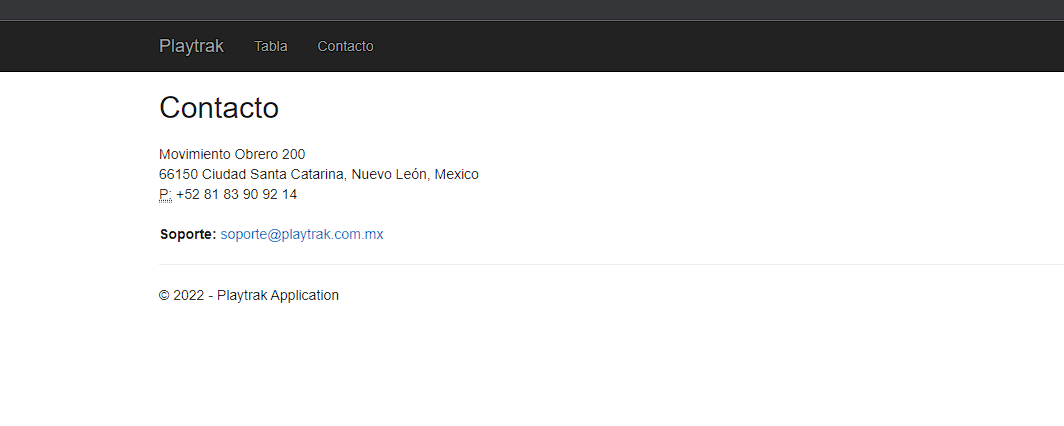 Playtrak Tabla Contacto
Contacto
Movimiento Obrero 200
66150 Ciudad Santa Catarina, Nuevo León, Mexico
P: +52 81 83 90 92 14
Soporte: soporte@playtrak.com.mx
© 2022 - Playtrak Application